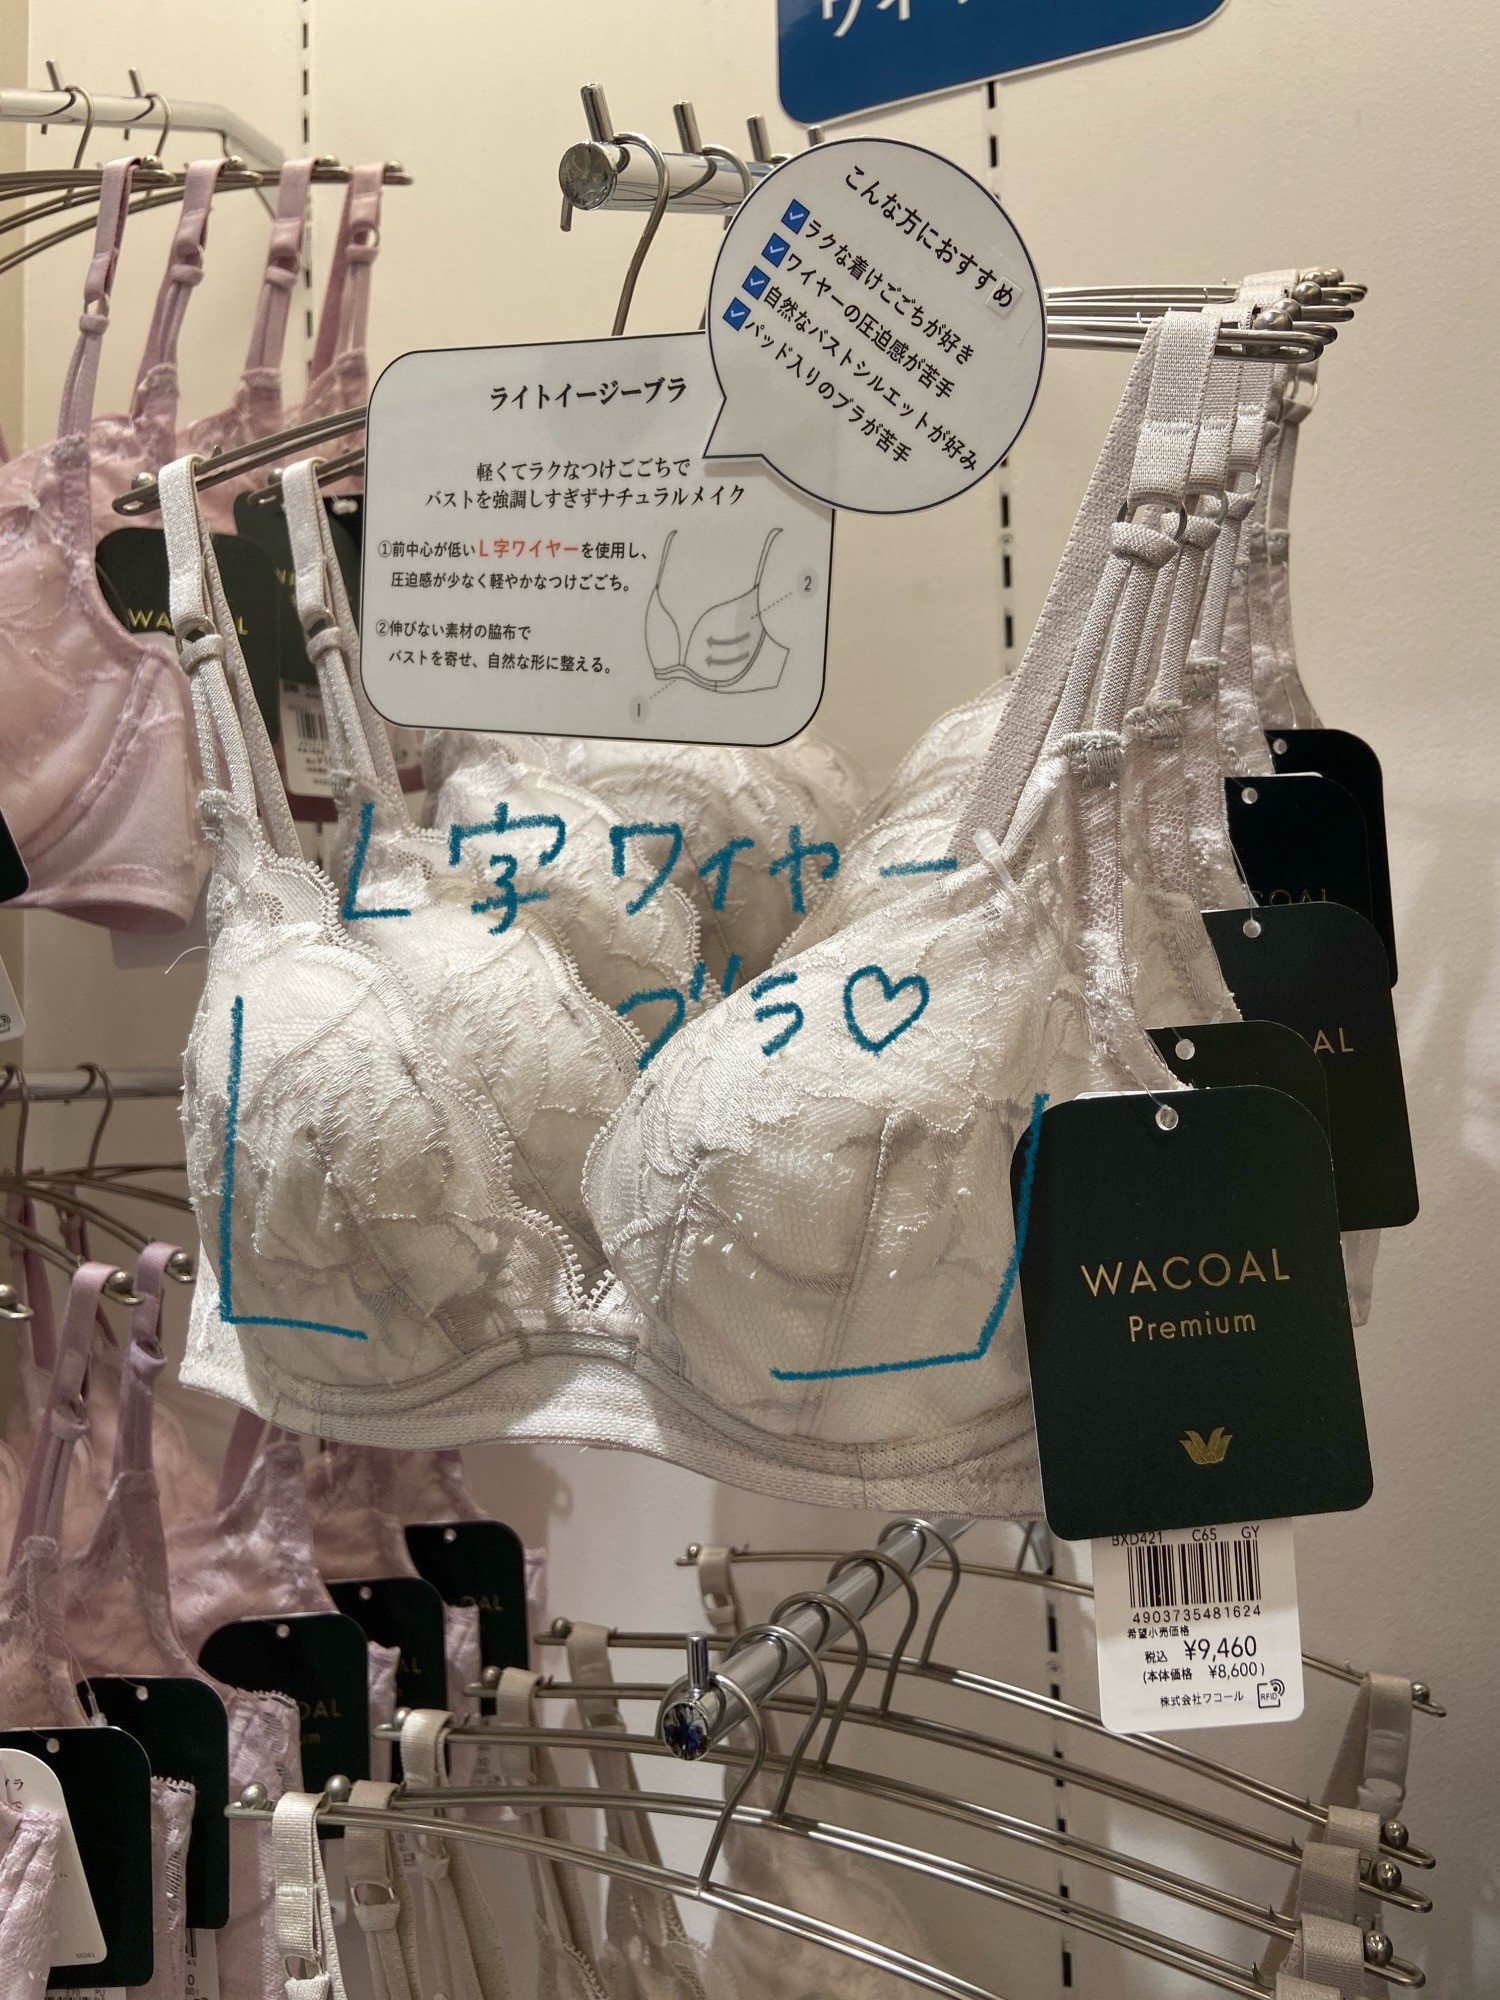 こんな方におすすめ
ラクな着けごごちが好き
ワイヤーの圧迫感が苦手
自然なバストシルエットが好み
パッド入りのブラが苦手
ライトイージーブラ
軽くてラクなつけごごちで
バストを強調しすぎずナチュラルメイク
①前中心が低いL字ワイヤーを使用し、
圧迫感が少なく軽やかなつけごごち。
②伸びない素材の脇布で
バストを寄せ、自然な形に整える。
2
1
L字ワイヤー
ブラ♡
WACOAL
Premium
BXD421 C65 GY
4903735481624
希望小売価格
税込 ¥9,460
(本体価格 ¥8,600)
株式会社ワコール
RFID